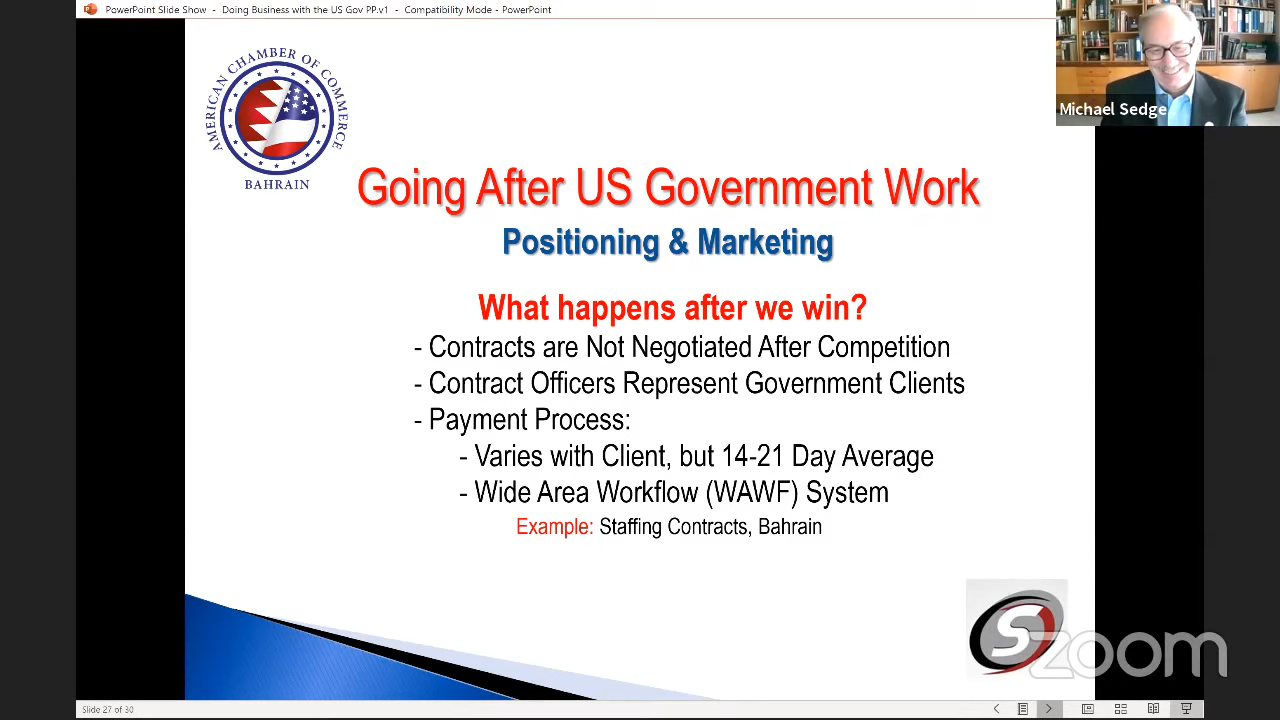 PowerPoint Slide Show - Doing Business with the US Gov PP.v1 - Compatibility Mode - PowerPoint
Michael Sedge
AMERICAN CHAMBER OF COMMERCE
BAHRAIN
Going After US Government Work
Positioning & Marketing
What happens after we win?
- Contracts are Not Negotiated After Competition
- Contract Officers Represent Government Clients
- Payment Process:
- Varies with Client, but 14-21 Day Average
- Wide Area Workflow (WAWF) System
Example: Staffing Contracts, Bahrain
S
zoom
Slide 27 of 30